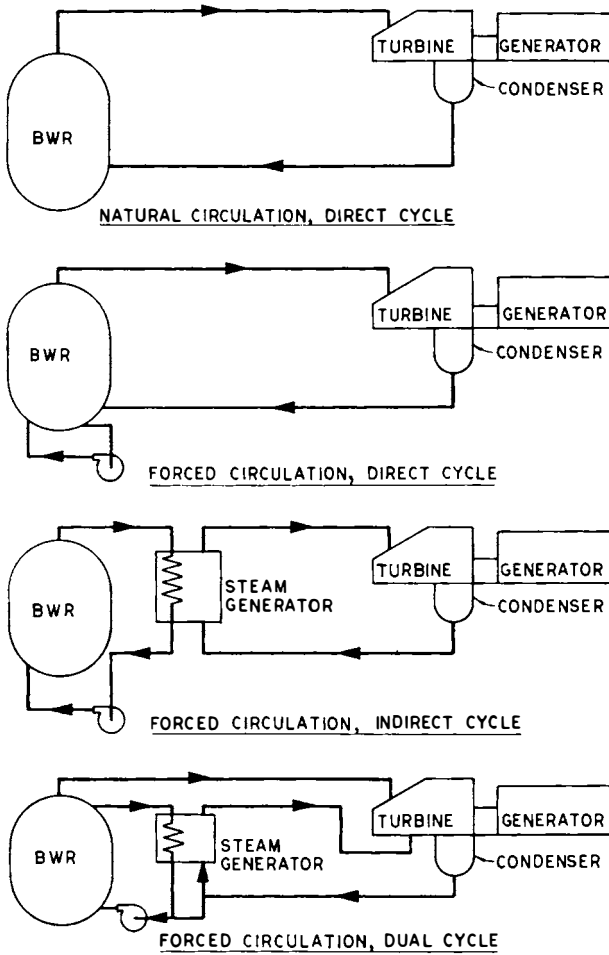 TURBINE
GENERATOR
CONDENSER
BWR
NATURAL CIRCULATION, DIRECT CYCLE
TURBINE
GENERATOR
CONDENSER
BWR
FORCED CIRCULATION, DIRECT CYCLE
TURBINE
GENERATOR
STEAM
GENERATOR
CONDENSER
BWR
FORCED CIRCULATION, INDIRECT CYCLE
TURBINE
GENERATOR
STEAM
GENERATOR
CONDENSER
BWR
FORCED CIRCULATION, DUAL CYCLE